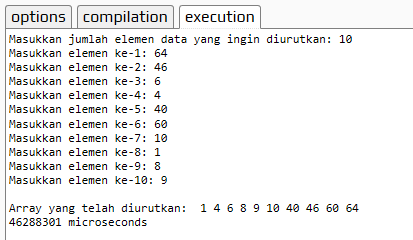 options compilation execution
Masukkan jumlah elemen data yang ingin diurutkan: 10
Masukkan elemen ke-1: 64
Masukkan elemen ke-2: 46
Masukkan elemen ke-3: 6
Masukkan elemen ke-4: 4
Masukkan elemen ke-5: 40
Masukkan elemen ke-6: 60
Masukkan elemen ke-7: 10
Masukkan elemen ke-8: 1
Masukkan elemen ke-9: 8
Masukkan elemen ke-10: 9
Array yang telah diurutkan:  1 4 6 8 9 10 40 46 60 64
46288301 microseconds